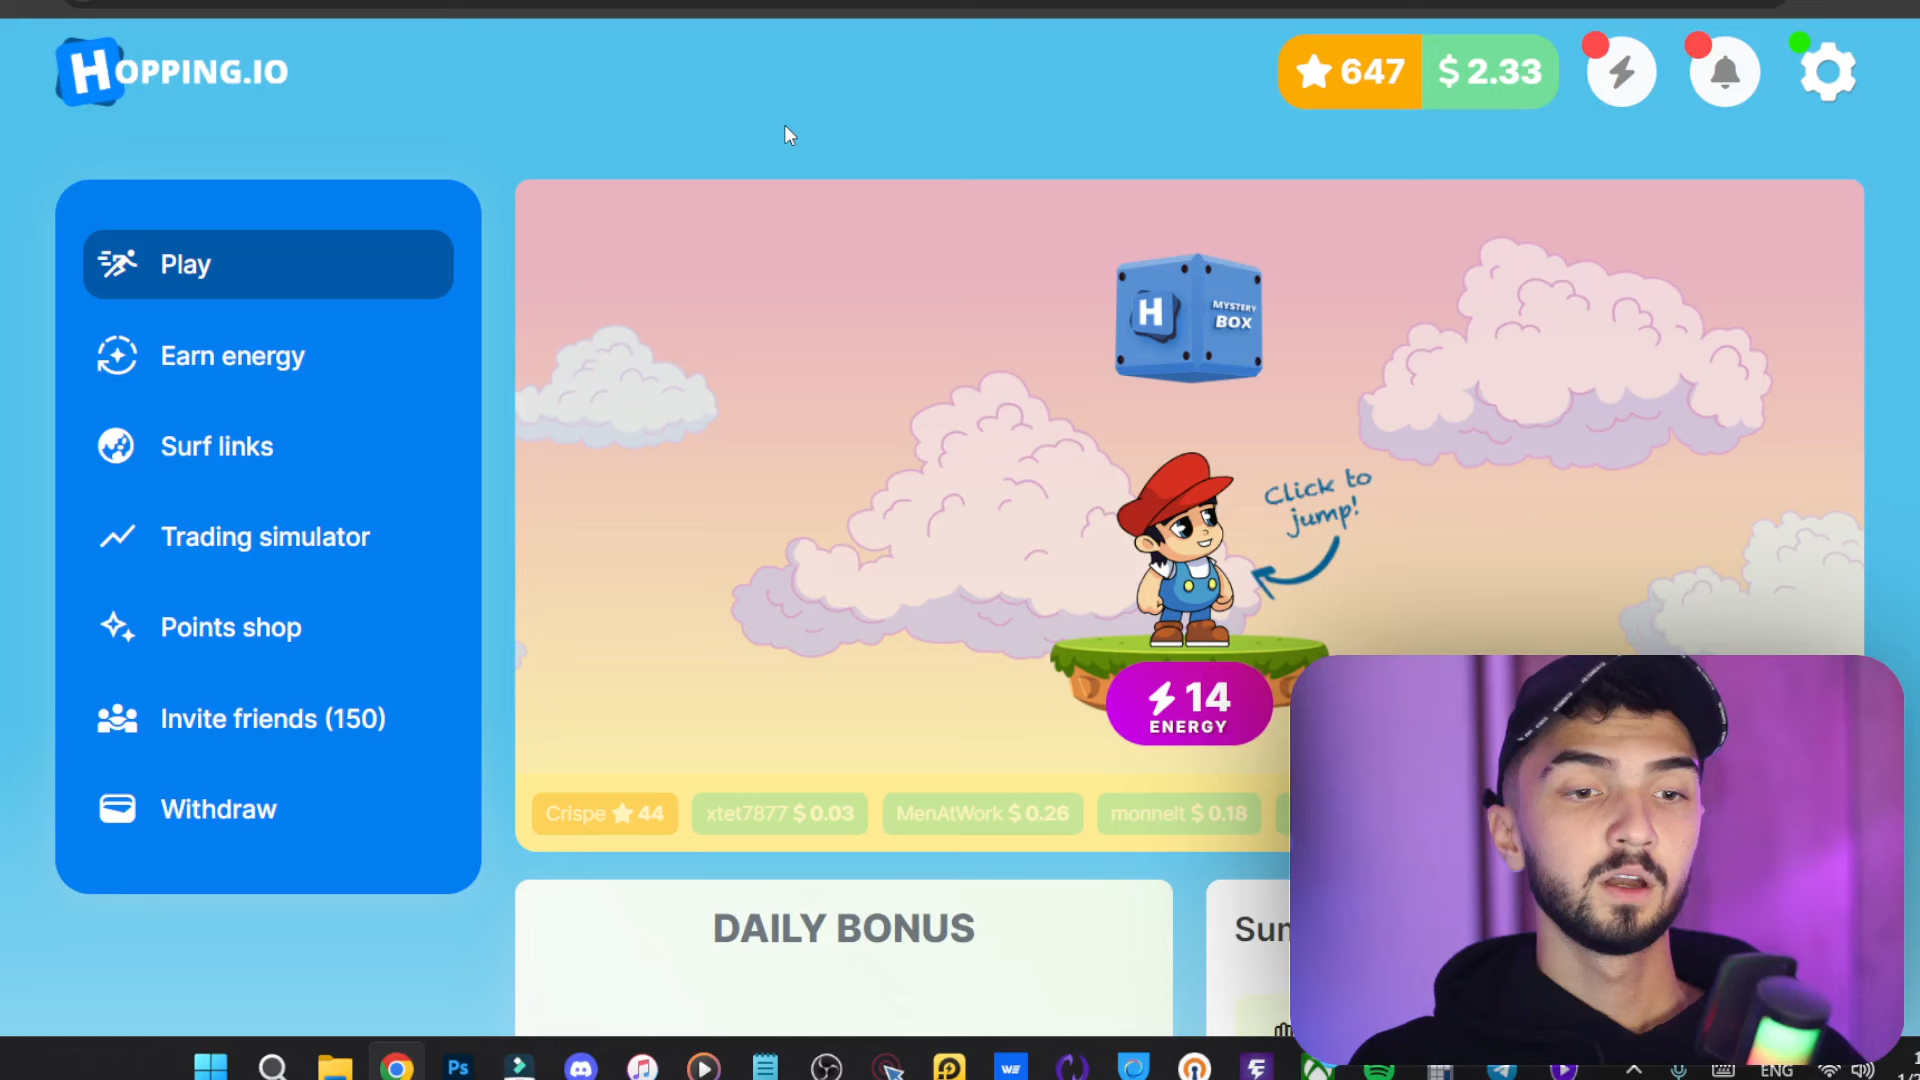 HOPPING.IO
647
$ 2.33
Play
Earn energy
Surf links
Trading simulator
Points shop
Invite friends (150)
Withdraw
H
MYSTERY
BOX
Click to
jump!
14
ENERGY
Crispe 44
xtet7877 $ 0.03
MenAtWork $ 0.26
monnelt $ 0.18
DAILY BONUS
Ps
WE
ENG